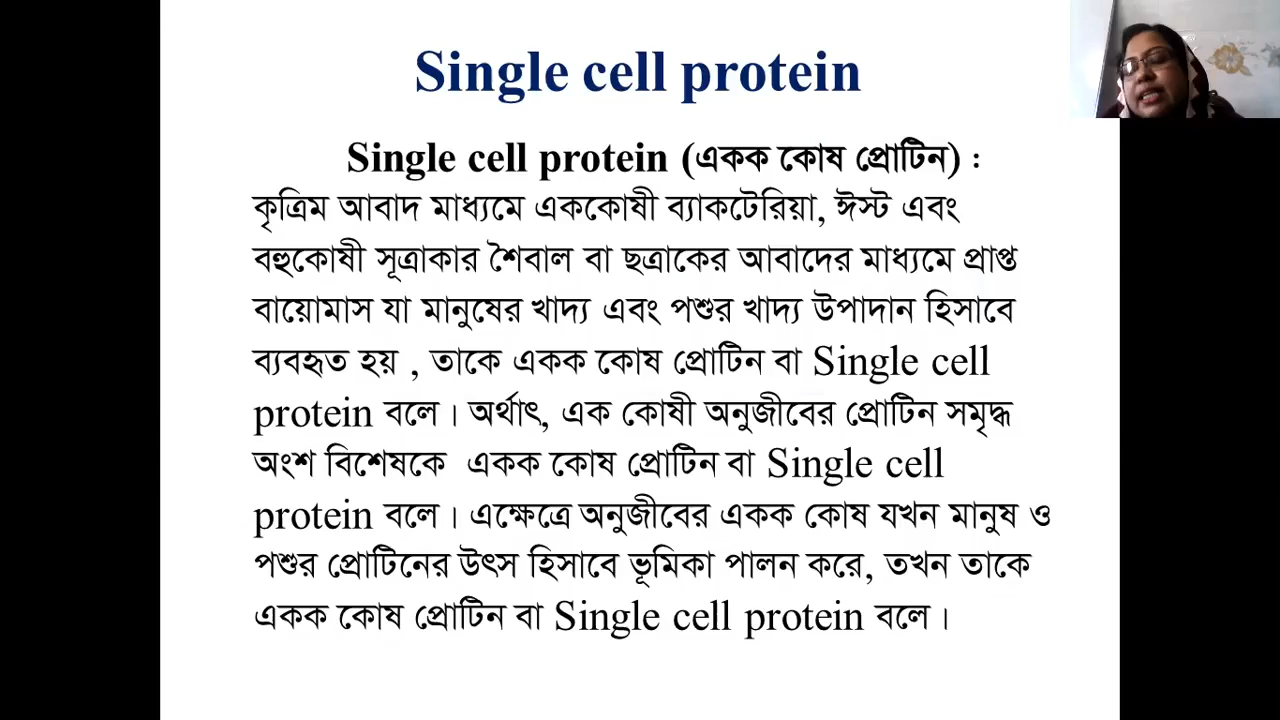 Single cell protein
Single cell protein (একক কোষ প্রোটিন) :
কৃত্রিম আবাদ মাধ্যমে এককোষী ব্যাকটেরিয়া, ঈস্ট এবং
বহুকোষী সূত্রাকার শৈবাল বা ছত্রাকের আবাদের মাধ্যমে প্রাপ্ত
বায়োমাস যা মানুষের খাদ্য এবং পশুর খাদ্য উপাদান হিসাবে
ব্যবহৃত হয় , তাকে একক কোষ প্রোটিন বা Single cell
protein বলে। অর্থাৎ, এক কোষী অনুজীবের প্রোটিন সমৃদ্ধ
অংশ বিশেষকে একক কোষ প্রোটিন বা Single cell
protein বলে। এক্ষেত্রে অনুজীবের একক কোষ যখন মানুষ ও
পশুর প্রোটিনের উৎস হিসাবে ভূমিকা পালন করে, তখন তাকে
একক কোষ প্রোটিন বা Single cell protein বলে।